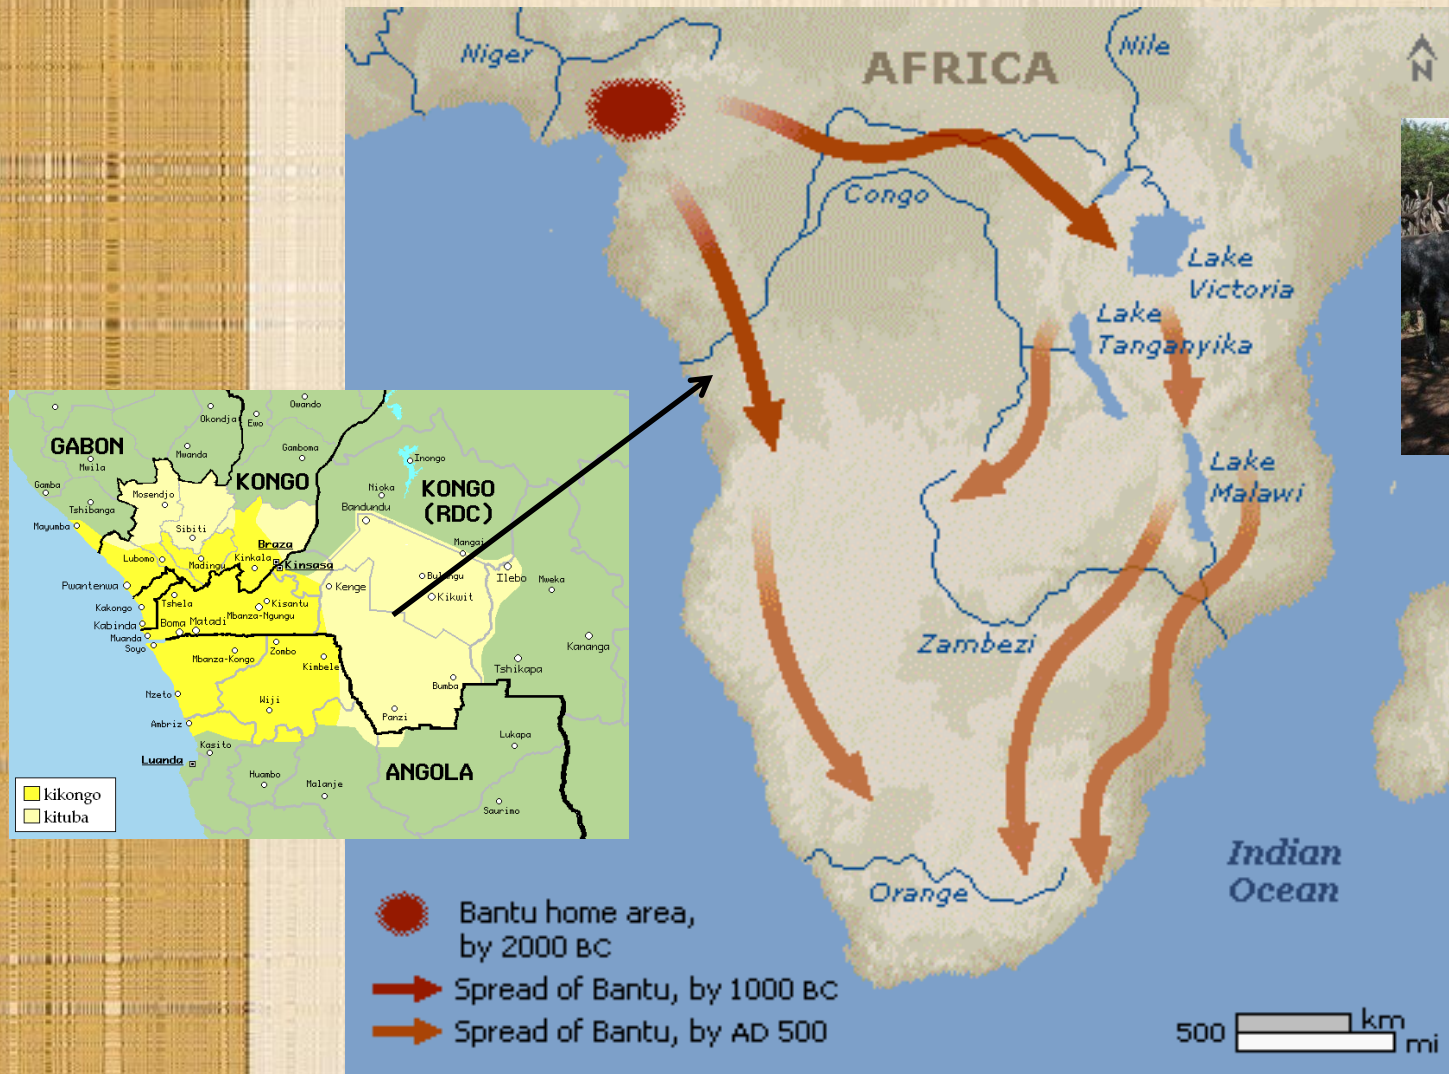 AFRICA
Niger
Nile
N
Congo
Lake
Victoria
Lake
Tanganyika
Lake
Malawi
Zambezi
Orange
Indian
Ocean
Bantu home area,
by 2000 BC
Spread of Bantu, by 1000 BC
Spread of Bantu, by AD 500
500
km
mi
Owando
Okondja
Ewo
GABON
Mwanda
Gamboma
Mwila
Inongo
KONGO
Gamba
Nioka
KONGO
(RDC)
Mosendjo
Tshibanga
Bandundu
Mayumba
Sibiti
Braza
Mangai
Lubomo
Madingu
Kinkala
Kinsasa
Pwantenwa
Kenge
Bulungu
Ilebo
Mweka
Tshela
Kisantu
Kikwit
Kakongo
Mbanza-Ngungu
Kabinda
Boma
Matadi
Muanda
Soyo
Kananga
Mbanza-Kongo
Zombo
Kimbele
Tshikapa
Nzeto
Bumba
Wiji
Panzi
Ambriz
Kasito
Lukapa
Luanda
Huambo
Malanje
ANGOLA
Saurimo
kikongo
kituba